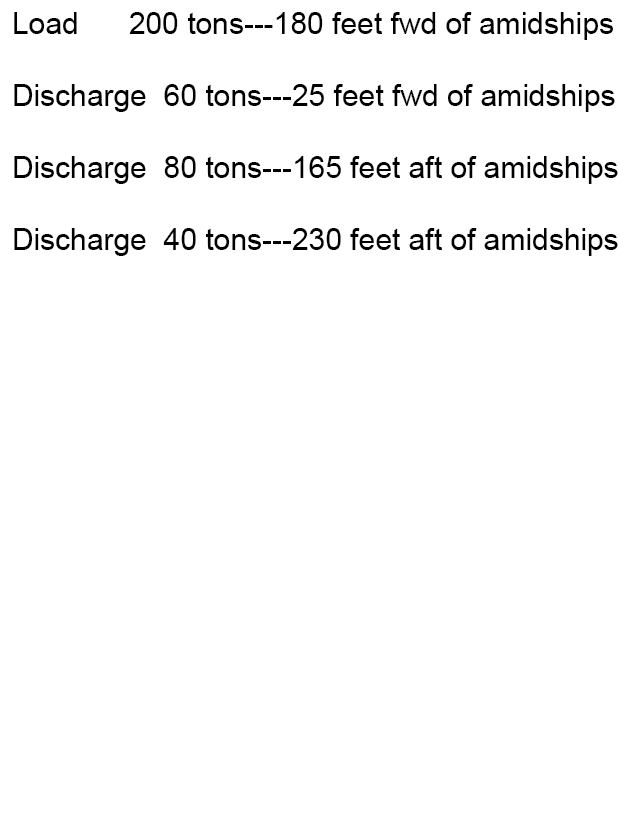 Load 200 tons---180 feet fwd of amidships
Discharge 60 tons---25 feet fwd of amidships
Discharge 80 tons---165 feet aft of amidships
Discharge 40 tons---230 feet aft of amidships